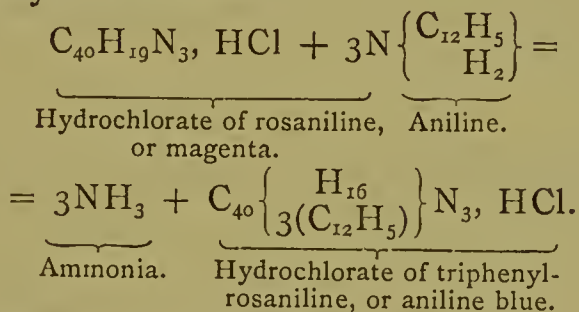 C₄₀H₁₉N₃, HCl + 3N { C₁₂H₅
H₂ } =
Hydrochlorate of rosaniline, Aniline.
or magenta.
= 3NH₃ + C₄₀ { H₁₆
3(C₁₂H₅) } N₃, HCl.
Ammonia. Hydrochlorate of triphenyl-
rosaniline, or aniline blue.